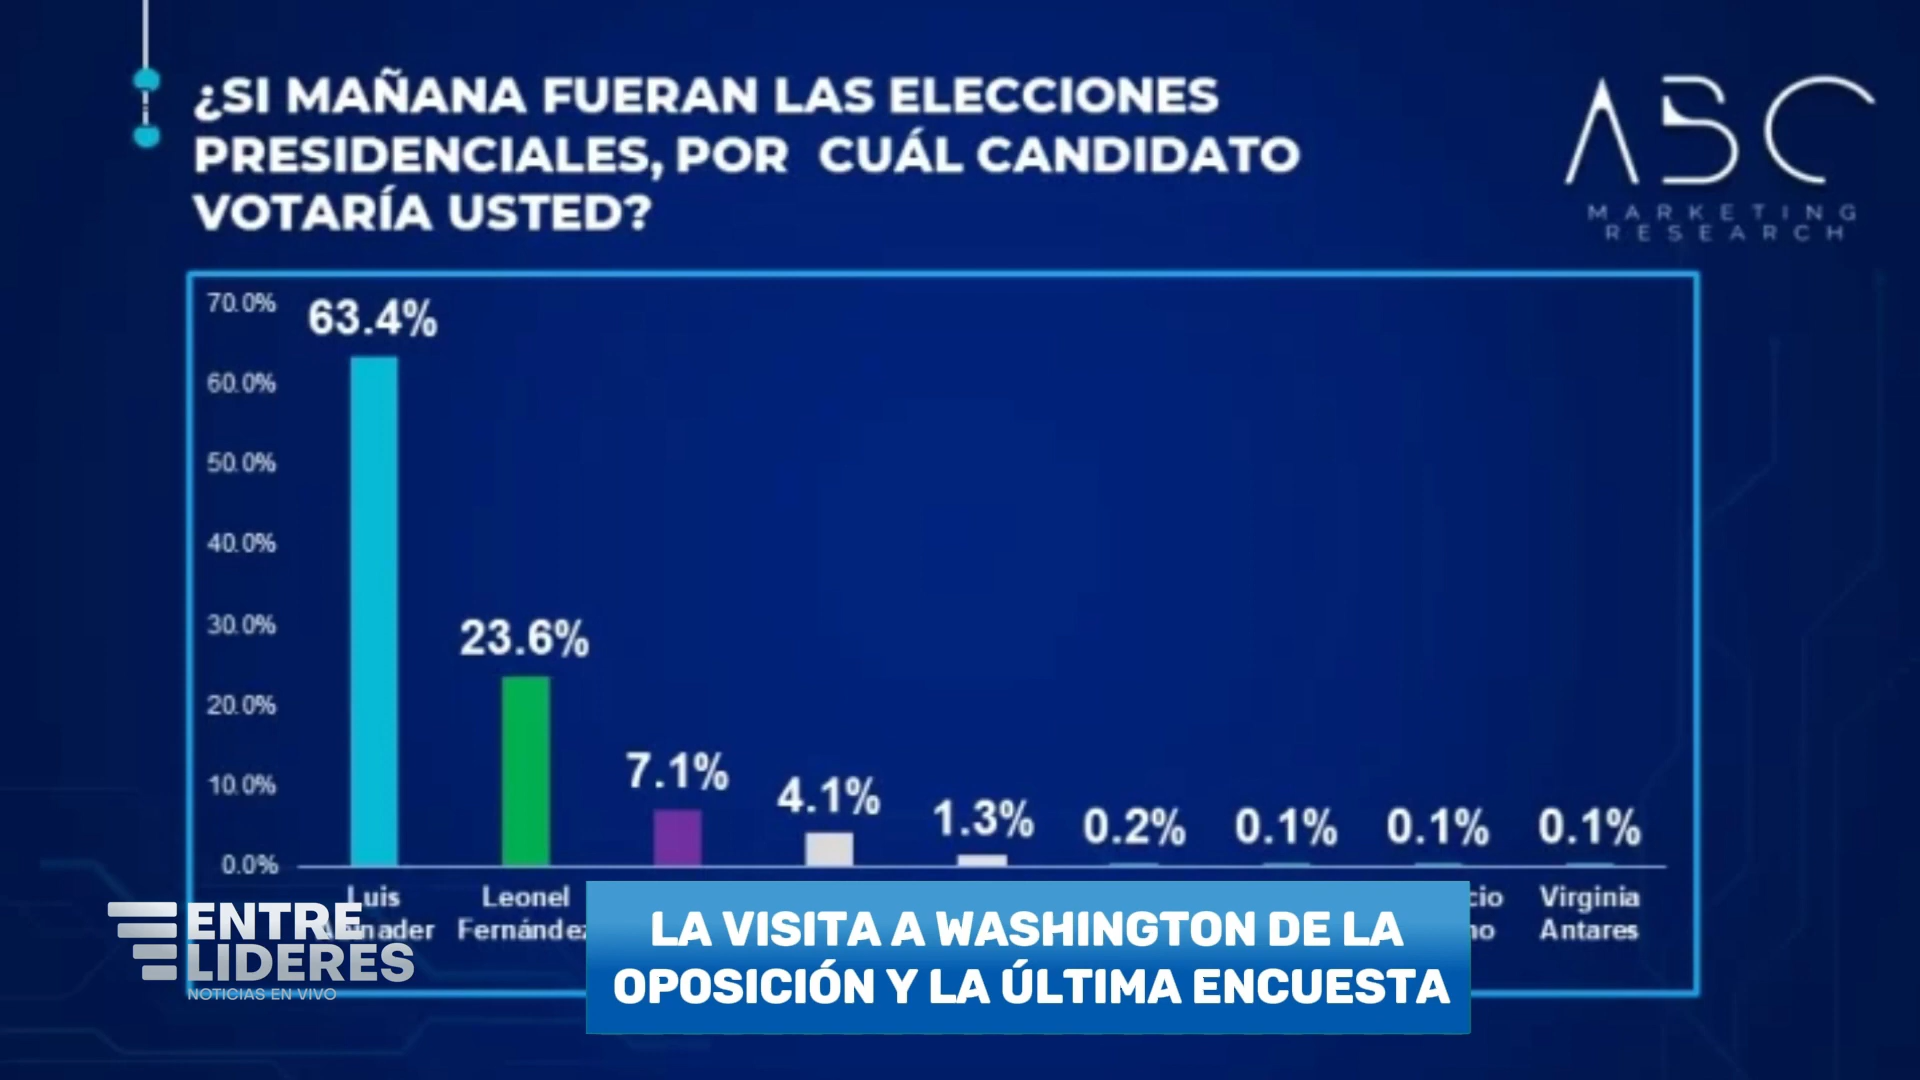 ¿SI MAÑANA FUERAN LAS ELECCIONES
PRESIDENCIALES, POR CUÁL CANDIDATO
VOTARÍA USTED?
ABC
MARKETING
RESEARCH
70.0%
60.0%
50.0%
40.0%
30.0%
20.0%
10.0%
0.0%
63.4%
23.6%
7.1%
4.1%
1.3%
0.2%
0.1%
0.1%
0.1%
Luis
Leonel
Fernández
Virginia
Antares
ENTRE
LIDERES
NOTICIAS EN VIVO
LA VISITA A WASHINGTON DE LA
OPOSICIÓN Y LA ÚLTIMA ENCUESTA